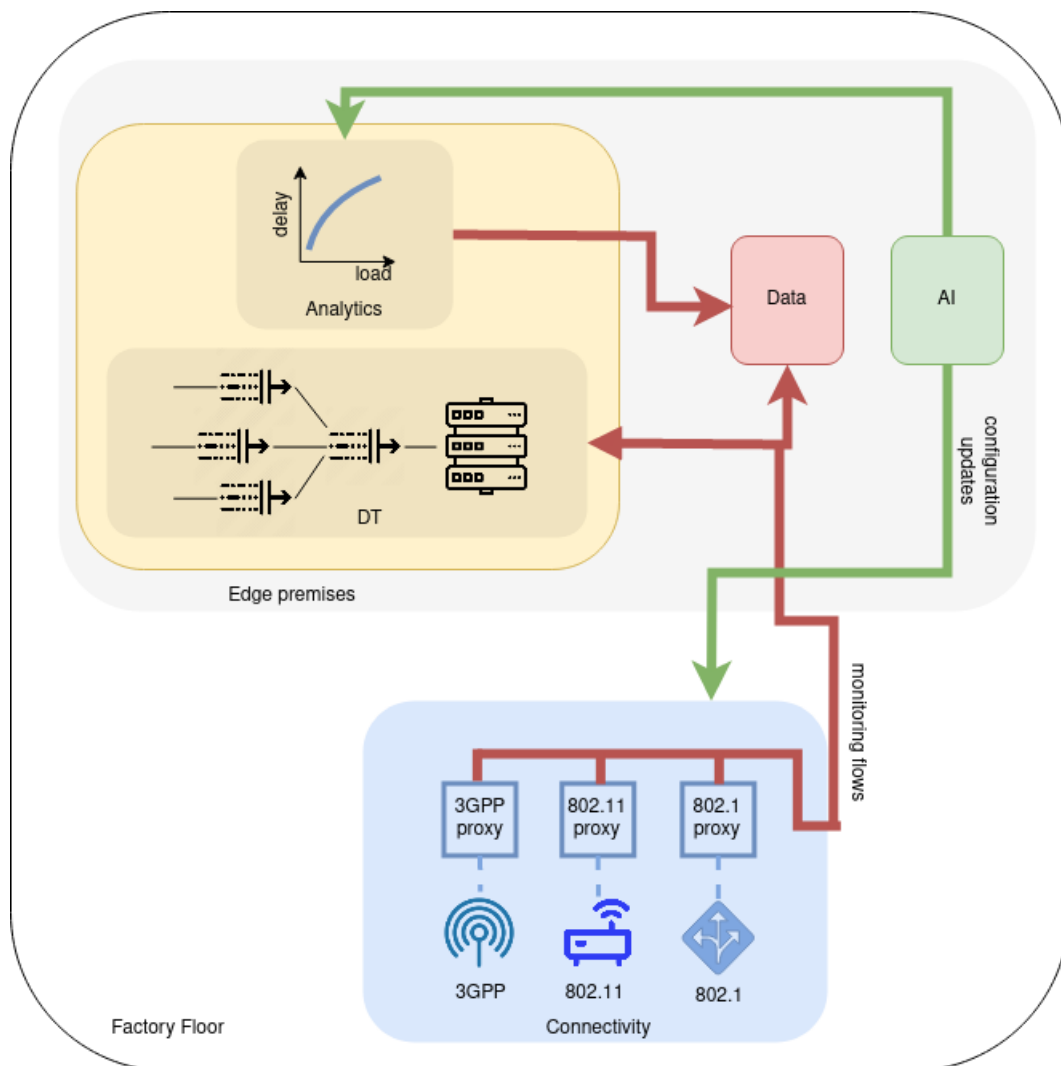 delay
load
Analytics
Data
AI
DT
configuration
updates
Edge premises
monitoring flows
3GPP
proxy
802.11
proxy
802.1
proxy
3GPP
802.11
802.1
Factory Floor
Connectivity